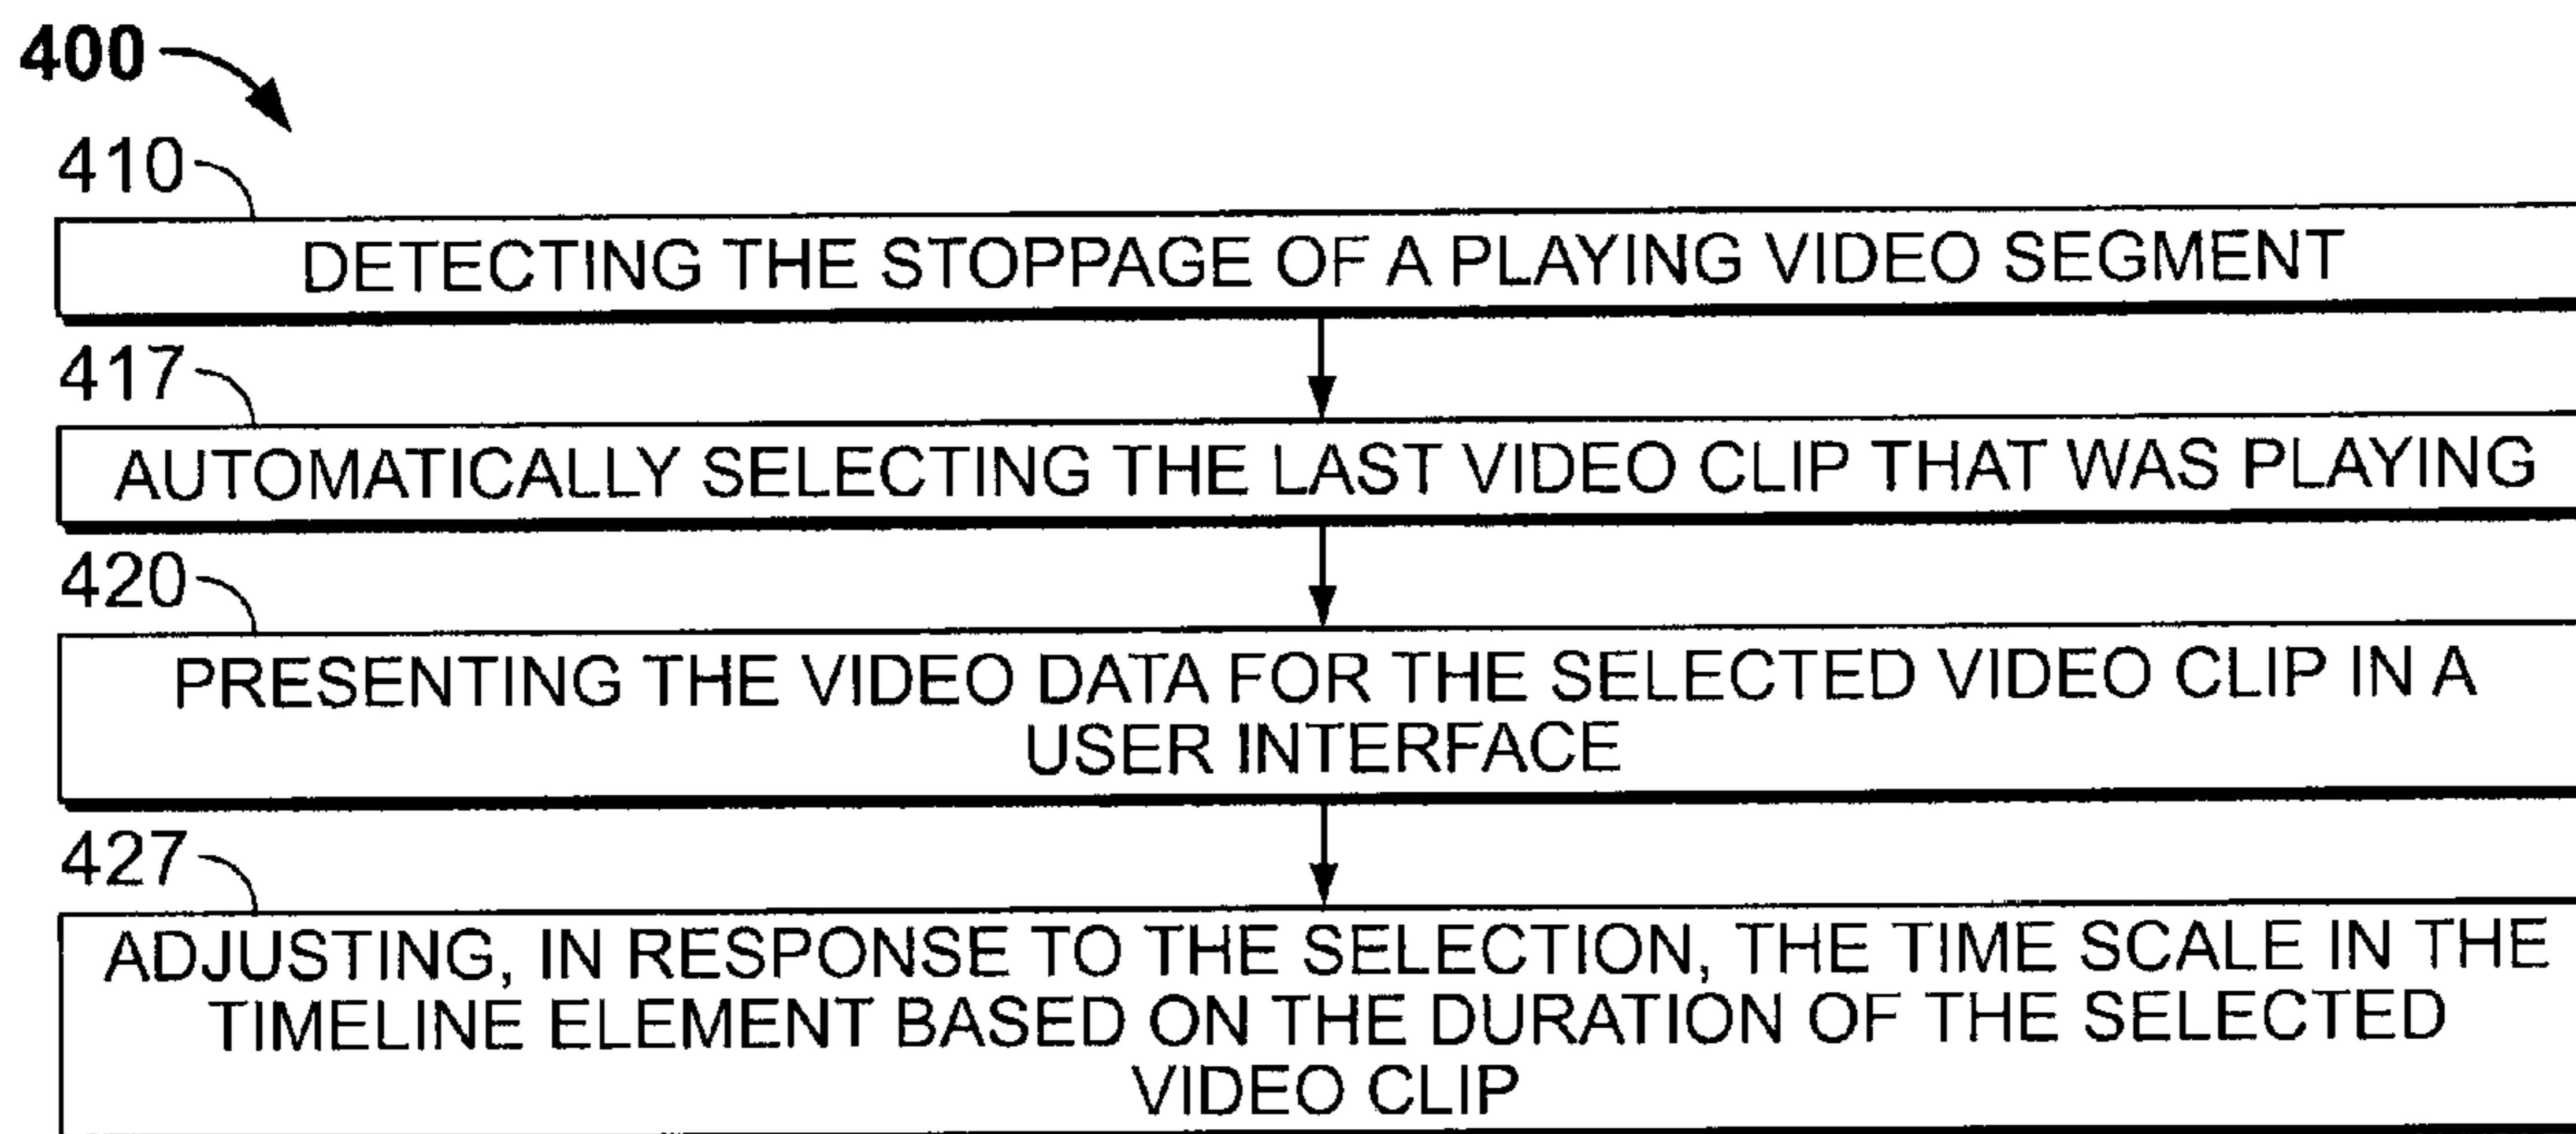 400
410
DETECTING THE STOPPAGE OF A PLAYING VIDEO SEGMENT
417
AUTOMATICALLY SELECTING THE LAST VIDEO CLIP THAT WAS PLAYING
420
PRESENTING THE VIDEO DATA FOR THE SELECTED VIDEO CLIP IN A
USER INTERFACE
427
ADJUSTING, IN RESPONSE TO THE SELECTION, THE TIME SCALE IN THE
TIMELINE ELEMENT BASED ON THE DURATION OF THE SELECTED
VIDEO CLIP